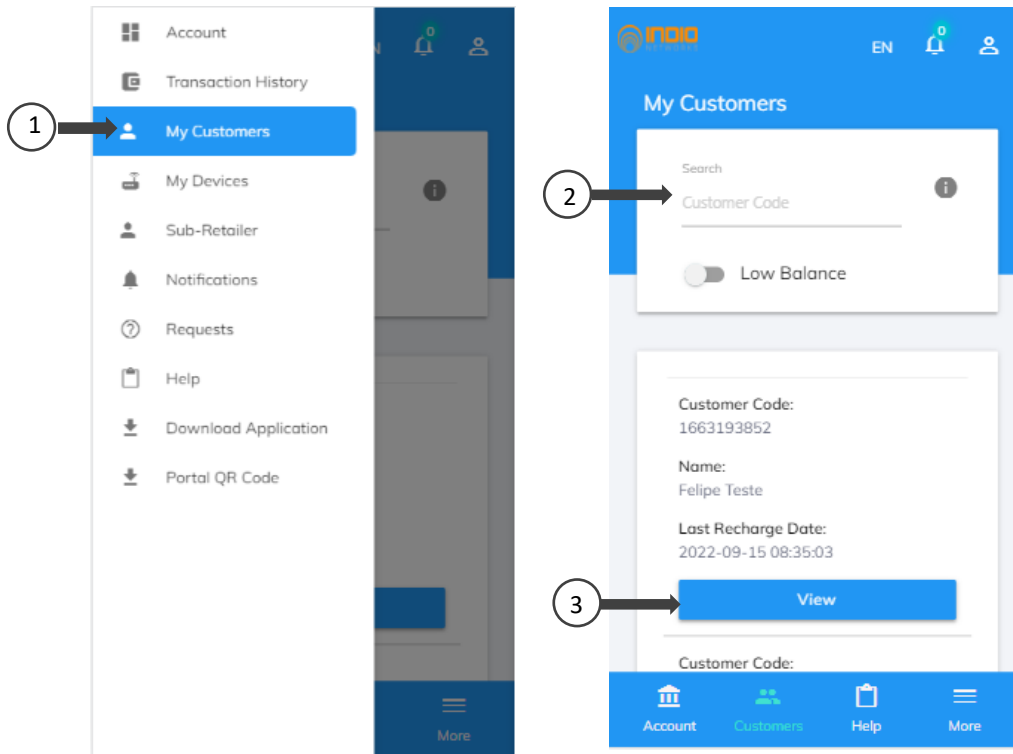 Account
Transaction History
1
My Customers
My Devices
Sub-Retailer
Notifications
Requests
Help
Download Application
Portal QR Code
N
0
More
INDIO
NETWORKS
EN
0
My Customers
Search
2
Customer Code
Low Balance
Customer Code:
1663193852
Name:
Felipe Teste
Last Recharge Date:
2022-09-15 08:35:03
3
View
Customer Code:
Account Customers Help More